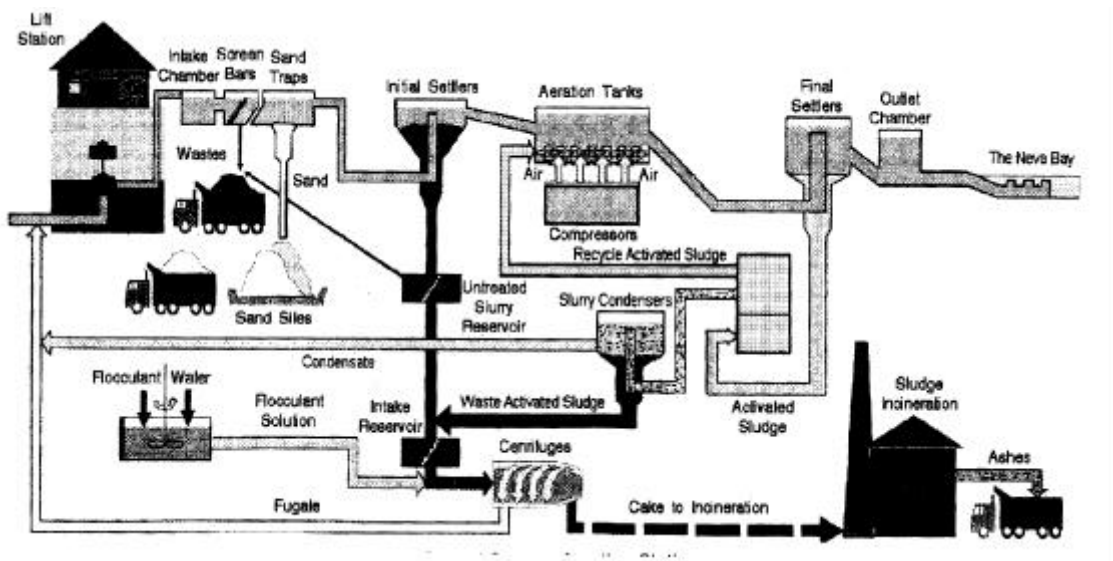 Lift
Station
Intake
Chamber
Screen
Bars
Sand
Traps
Initial Settlers
Aeration Tanks
Final
Settlers
Outlet
Chamber
The Neva Bay
Wastes
Sand
Air
Air
Compressors
Recycle Activated Sludge
Untreated
Slurry
Reservoir
Slurry Condensers
Sand Siles
Condensate
Flocculant
Water
Flocculant
Solution
Intake
Reservoir
Waste Activated Sludge
Activated
Sludge
Sludge
Incineration
Centrifuges
Ashes
Fugate
Cake to Incineration